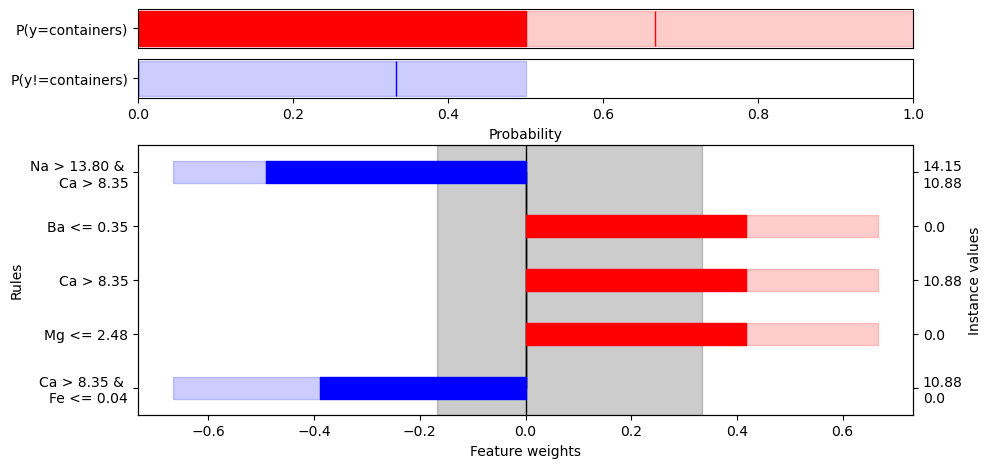 P(y=containers)
P(y!=containers)
0.0 0.2 0.4 0.6 0.8 1.0
Probability
Na > 13.80 &
Ca > 8.35
14.15
10.88
Ba <= 0.35
0.0
Ca > 8.35
10.88
Mg <= 2.48
0.0
Ca > 8.35 &
Fe <= 0.04
10.88
0.0
Rules
Instance values
−0.6 −0.4 −0.2 0.0 0.2 0.4 0.6
Feature weights